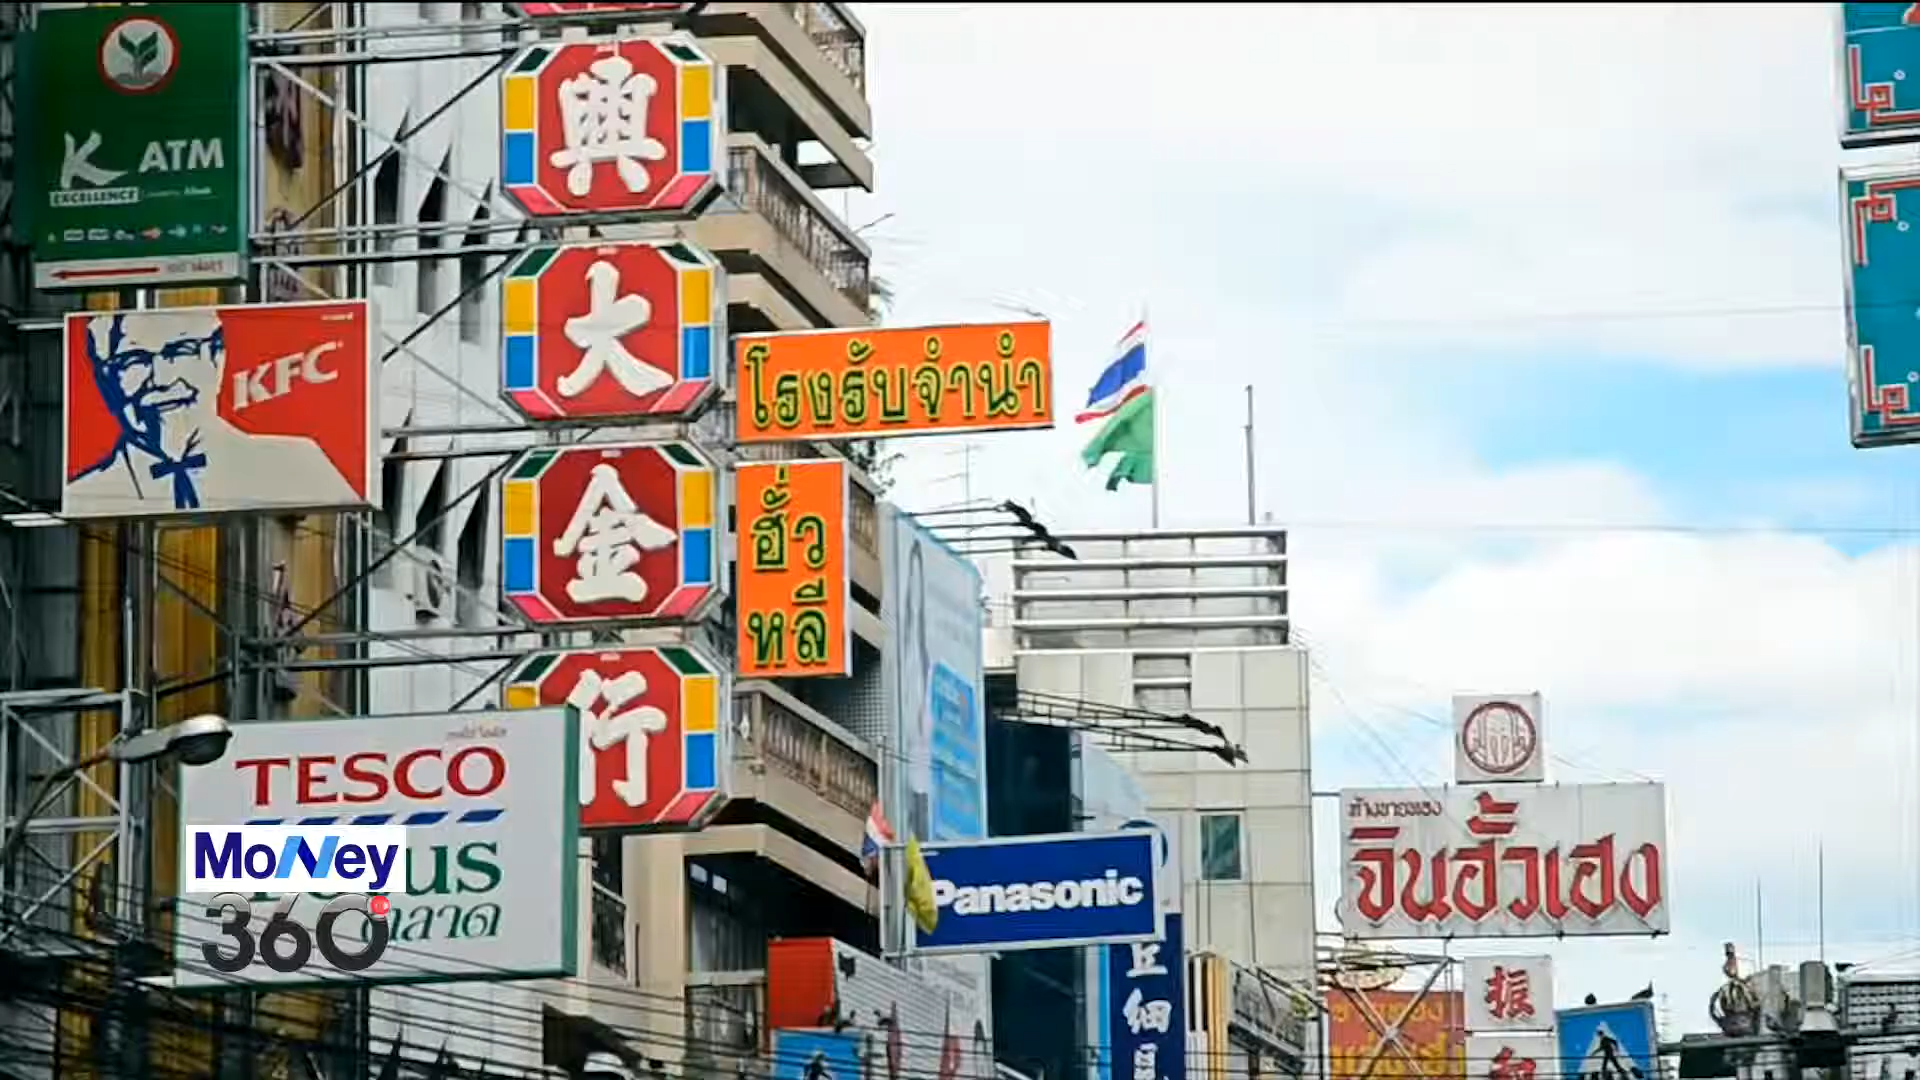 K ATM
EXCELLENCE
KFC
興
大
金
行
โรงรับจำนำ
ฮั่ว
หลี
TESCO
ตลาด
Money
360
Panasonic
ห้างขายทอง
จินฮั้วเฮง
振
細